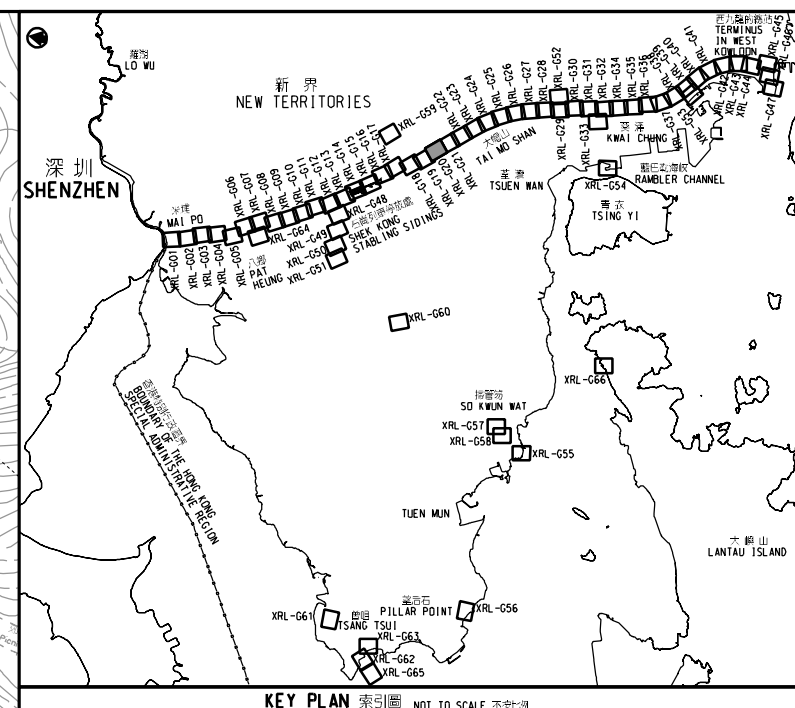 羅湖
LO WU
新界
NEW TERRITORIES
深圳
SHENZHEN
米埔
MAI PO
XRL-G01
XRL-G02
XRL-G03
XRL-G04
XRL-G05
XRL-G06
XRL-G07
XRL-G08
XRL-G09
XRL-G10
XRL-G11
XRL-G12
XRL-G13
XRL-G14
XRL-G15
XRL-G16
XRL-G17
XRL-G59
XRL-G18
XRL-G19
XRL-G20
XRL-G21
XRL-G22
XRL-G23
XRL-G24
XRL-G25
XRL-G26
XRL-G27
XRL-G28
XRL-G52
XRL-G29
XRL-G30
XRL-G31
XRL-G32
XRL-G33
XRL-G34
XRL-G35
XRL-G36
XRL-G37
XRL-G39
XRL-G40
XRL-G41
XRL-G42
XRL-G43
XRL-G44
XRL-G45
XRL-G47
西九龍的總站
TERMINUS
IN WEST
KOWLOON
大帽山
TAI MO SHAN
荃灣
TSUEN WAN
葵涌
KWAI CHUNG
藍巴勒海峽
RAMBLER CHANNEL
XRL-G54
青衣
TSING YI
八鄉
PAT
HEUNG
XRL-G64
XRL-G48
XRL-G49
XRL-G50
XRL-G51
石崗列車停放處
SHEK KONG
STABLING SIDINGS
XRL-G60
XRL-G66
掃管笏
SO KWUN WAT
XRL-G57
XRL-G58
XRL-G55
香港特別行政區界
BOUNDARY OF THE HONG KONG
SPECIAL ADMINISTRATIVE REGION
TUEN MUN
大嶼山
LANTAU ISLAND
望后石
PILLAR POINT
XRL-G56
XRL-G61
曾咀
TSANG TSUI
XRL-G63
XRL-G62
XRL-G65
KEY PLAN 索引圖 NOT TO SCALE 不按比例